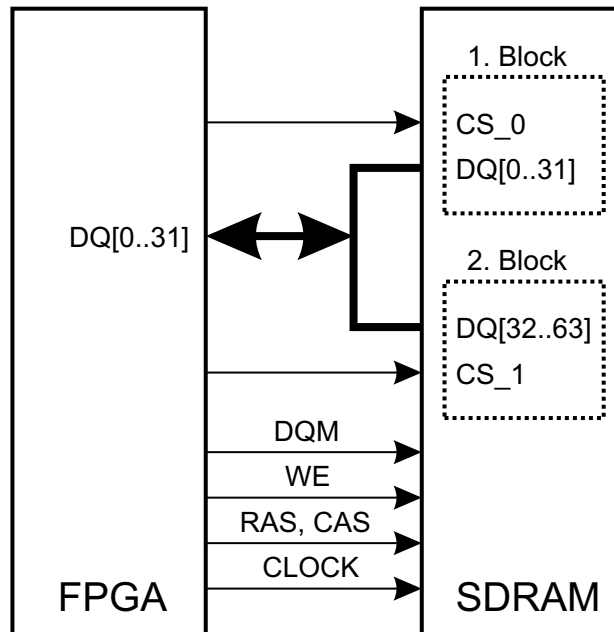 1. Block
CS_0
DQ[0..31]
DQ[0..31]
2. Block
DQ[32..63]
CS_1
DQM
WE
RAS, CAS
CLOCK
FPGA
SDRAM